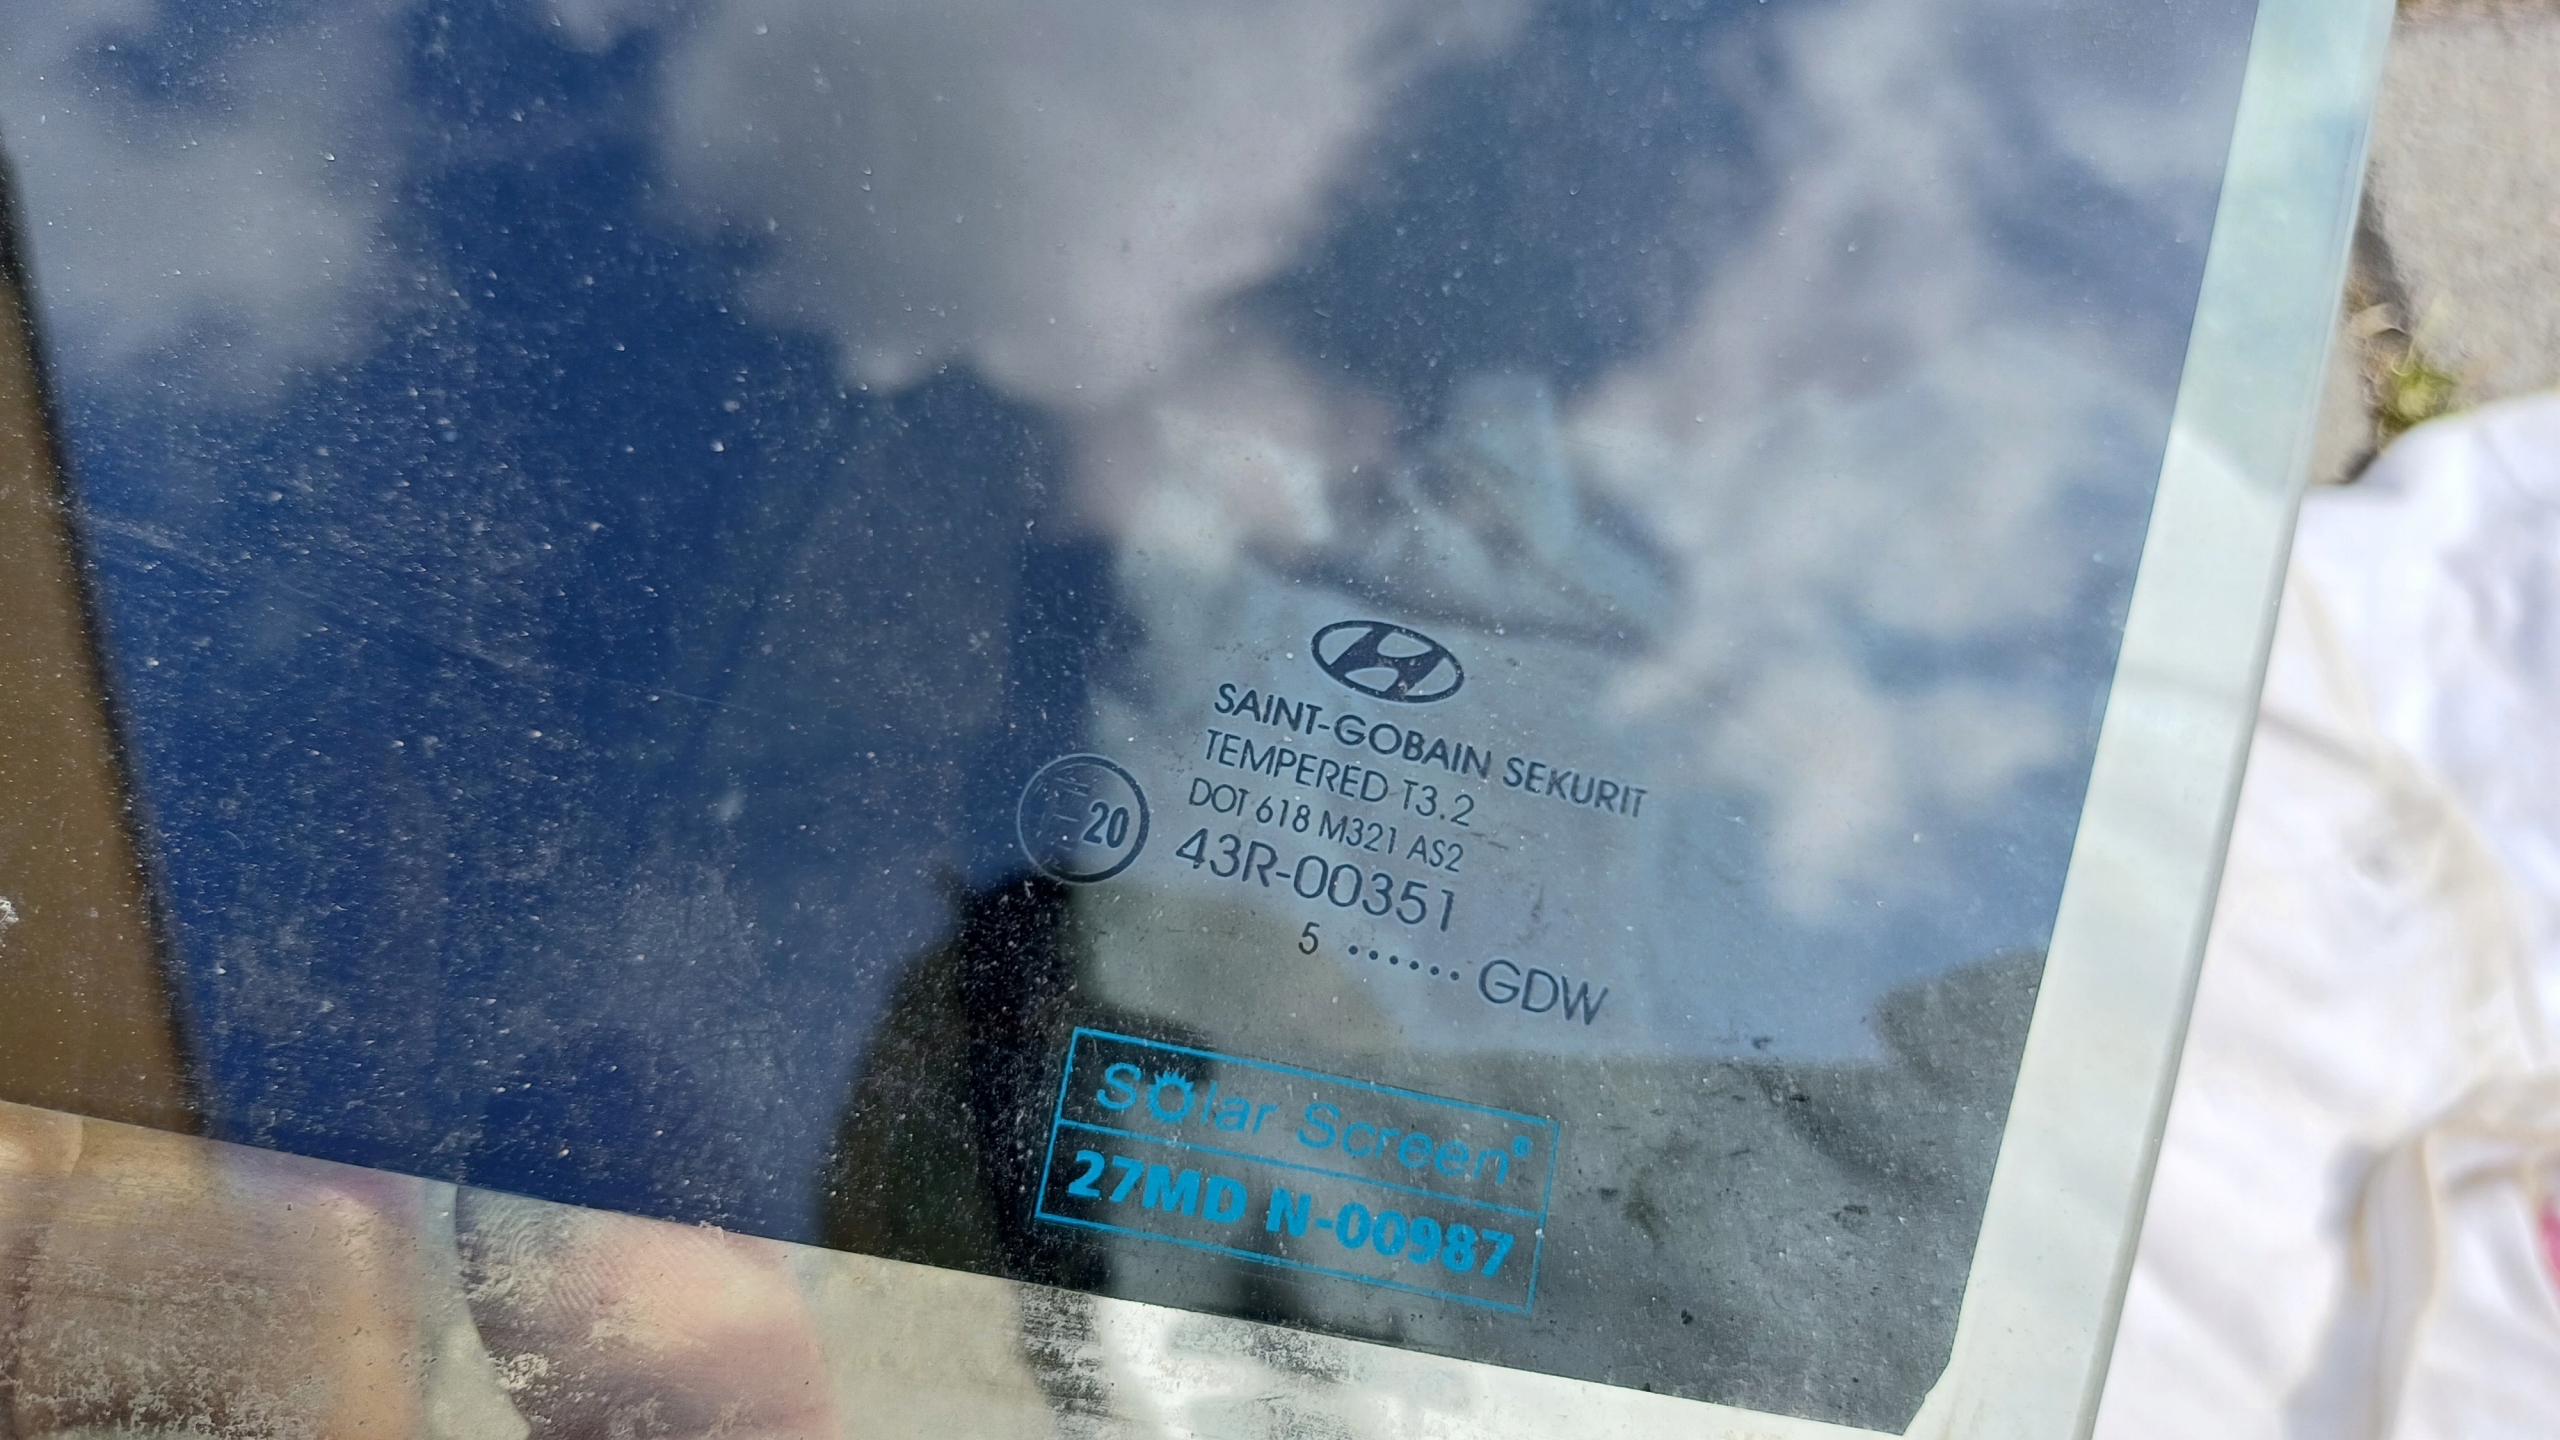 SAINT-GOBAIN SEKURIT
TEMPERED T3.2
DOT 618 M321 AS2
20
43R-00351
5 ...... GDW
Solar Screen®
27MD N-00987